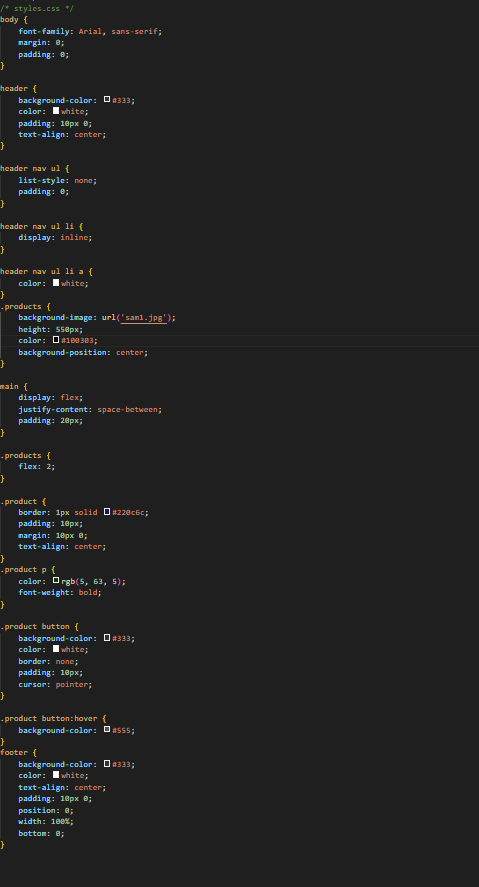 /* styles.css */
body {
    font-family: Arial, sans-serif;
    margin: 0;
    padding: 0;
}

header {
    background-color: #333;
    color: white;
    padding: 10px 0;
    text-align: center;
}

header nav ul {
    list-style: none;
    padding: 0;
}

header nav ul li {
    display: inline;
}

header nav ul li a {
    color: white;
}
.products {
    background-image: url('sam1.jpg');
    height: 550px;
    color: #100303;
    background-position: center;
}

main {
    display: flex;
    justify-content: space-between;
    padding: 20px;
}

.products {
    flex: 2;
}

.product {
    border: 1px solid #220c6c;
    padding: 10px;
    margin: 10px 0;
    text-align: center;
}
.product p {
    color: rgb(5, 63, 5);
    font-weight: bold;
}

.product button {
    background-color: #333;
    color: white;
    border: none;
    padding: 10px;
    cursor: pointer;
}

.product button:hover {
    background-color: #555;
}
footer {
    background-color: #333;
    color: white;
    text-align: center;
    padding: 10px 0;
    position: 0;
    width: 100%;
    bottom: 0;
}